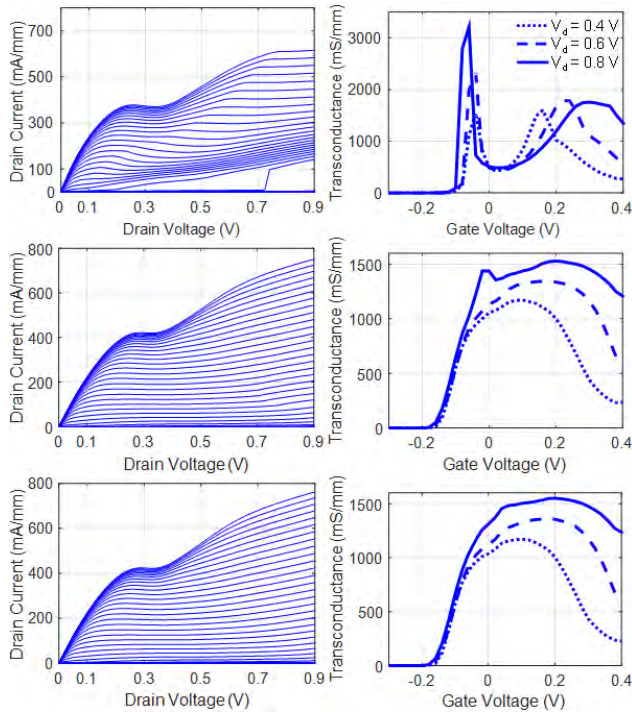 Drain Current (mA/mm)
700
500
300
100
0
0 0.1 0.3 0.5 0.7 0.9
Drain Voltage (V)
Transconductance (mS/mm)
3000
2000
1000
0
-0.2 0 0.2 0.4
Gate Voltage (V)
Vd = 0.4 V
Vd = 0.6 V
Vd = 0.8 V
Drain Current (mA/mm)
800
600
400
200
0
0 0.1 0.3 0.5 0.7 0.9
Drain Voltage (V)
Transconductance (mS/mm)
1500
1000
500
0
-0.2 0 0.2 0.4
Gate Voltage (V)
Drain Current (mA/mm)
800
600
400
200
0
0 0.1 0.3 0.5 0.7 0.9
Drain Voltage (V)
Transconductance (mS/mm)
1500
1000
500
0
-0.2 0 0.2 0.4
Gate Voltage (V)